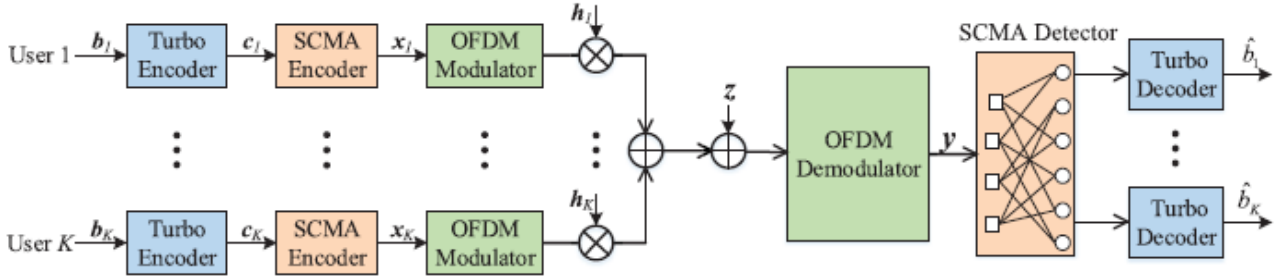 User 1
b1
Turbo
Encoder
c1
SCMA
Encoder
x1
OFDM
Modulator
h1
z
OFDM
Demodulator
y
SCMA Detector
Turbo
Decoder
b̂1
User K
bK
Turbo
Encoder
cK
SCMA
Encoder
xK
OFDM
Modulator
hK
Turbo
Decoder
b̂K